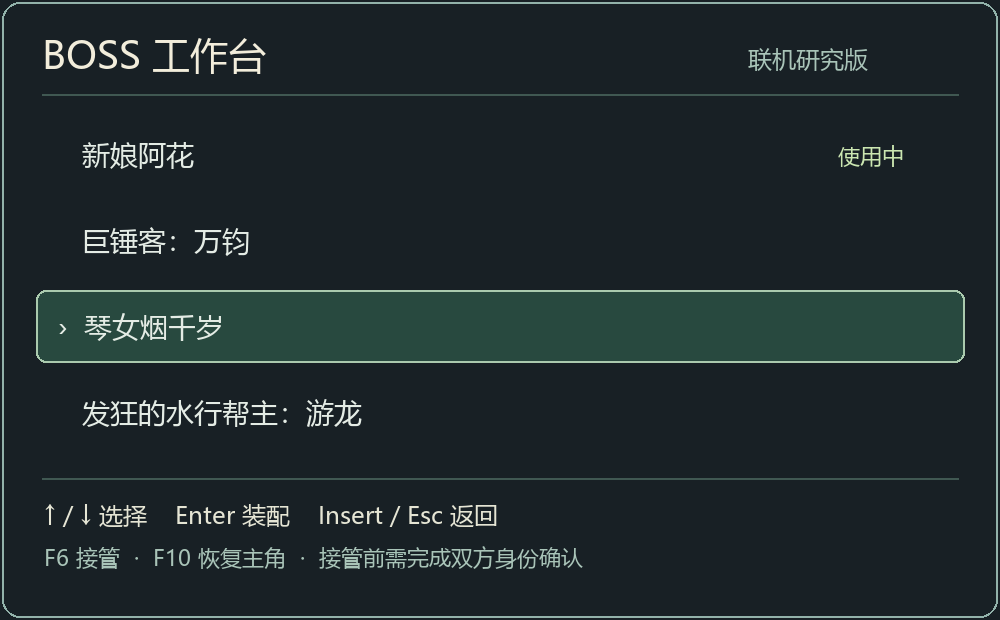 BOSS 工作台
联机研究版
新娘阿花
使用中
巨锤客：万钧
› 琴女烟千岁
发狂的水行帮主：游龙
↑/↓选择 Enter 装配 Insert / Esc 返回
F6 接管 · F10 恢复主角 · 接管前需完成双方身份确认